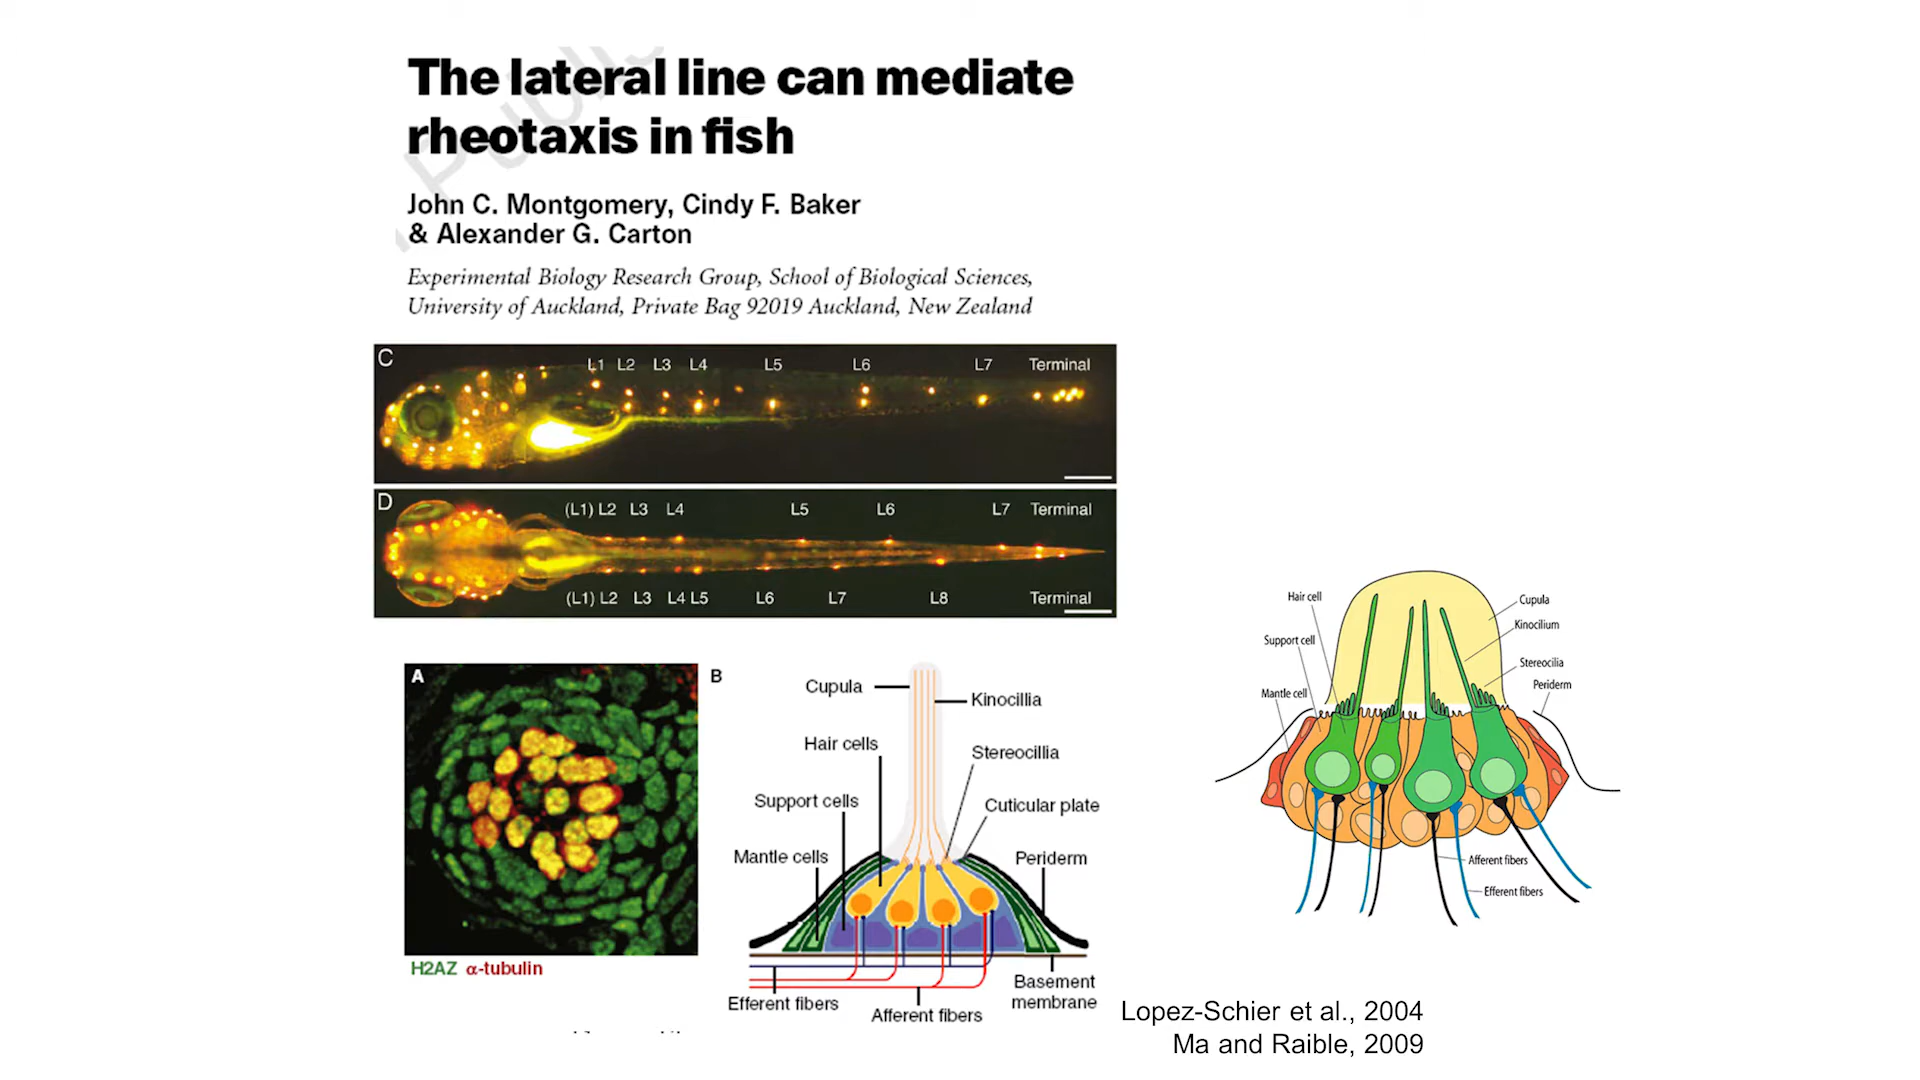 The lateral line can mediate
rheotaxis in fish
John C. Montgomery, Cindy F. Baker
& Alexander G. Carton
Experimental Biology Research Group, School of Biological Sciences,
University of Auckland, Private Bag 92019 Auckland, New Zealand
C
L1 L2 L3 L4 L5 L6 L7 Terminal
D
(L1) L2 L3 L4 L5 L6 L7 Terminal
(L1) L2 L3 L4 L5 L6 L7 L8 Terminal
A
H2AZ α-tubulin
B
Cupula
Kinocillia
Hair cells
Stereocillia
Support cells
Cuticular plate
Mantle cells
Periderm
Efferent fibers
Afferent fibers
Basement
membrane
Hair cell
Cupula
Kinocilium
Support cell
Stereocilia
Periderm
Mantle cell
Afferent fibers
Efferent fibers
Lopez-Schier et al., 2004
Ma and Raible, 2009